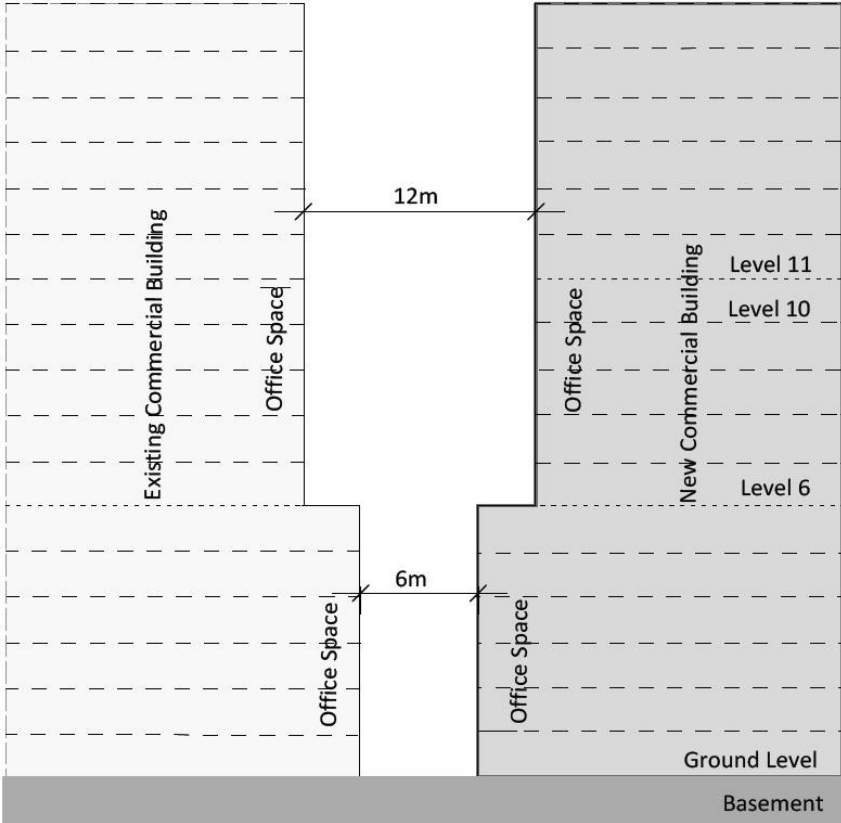 12m
Existing Commercial Building
Office Space
Office Space
New Commercial Building
Level 11
Level 10
Level 6
6m
Office Space
Office Space
Ground Level
Basement